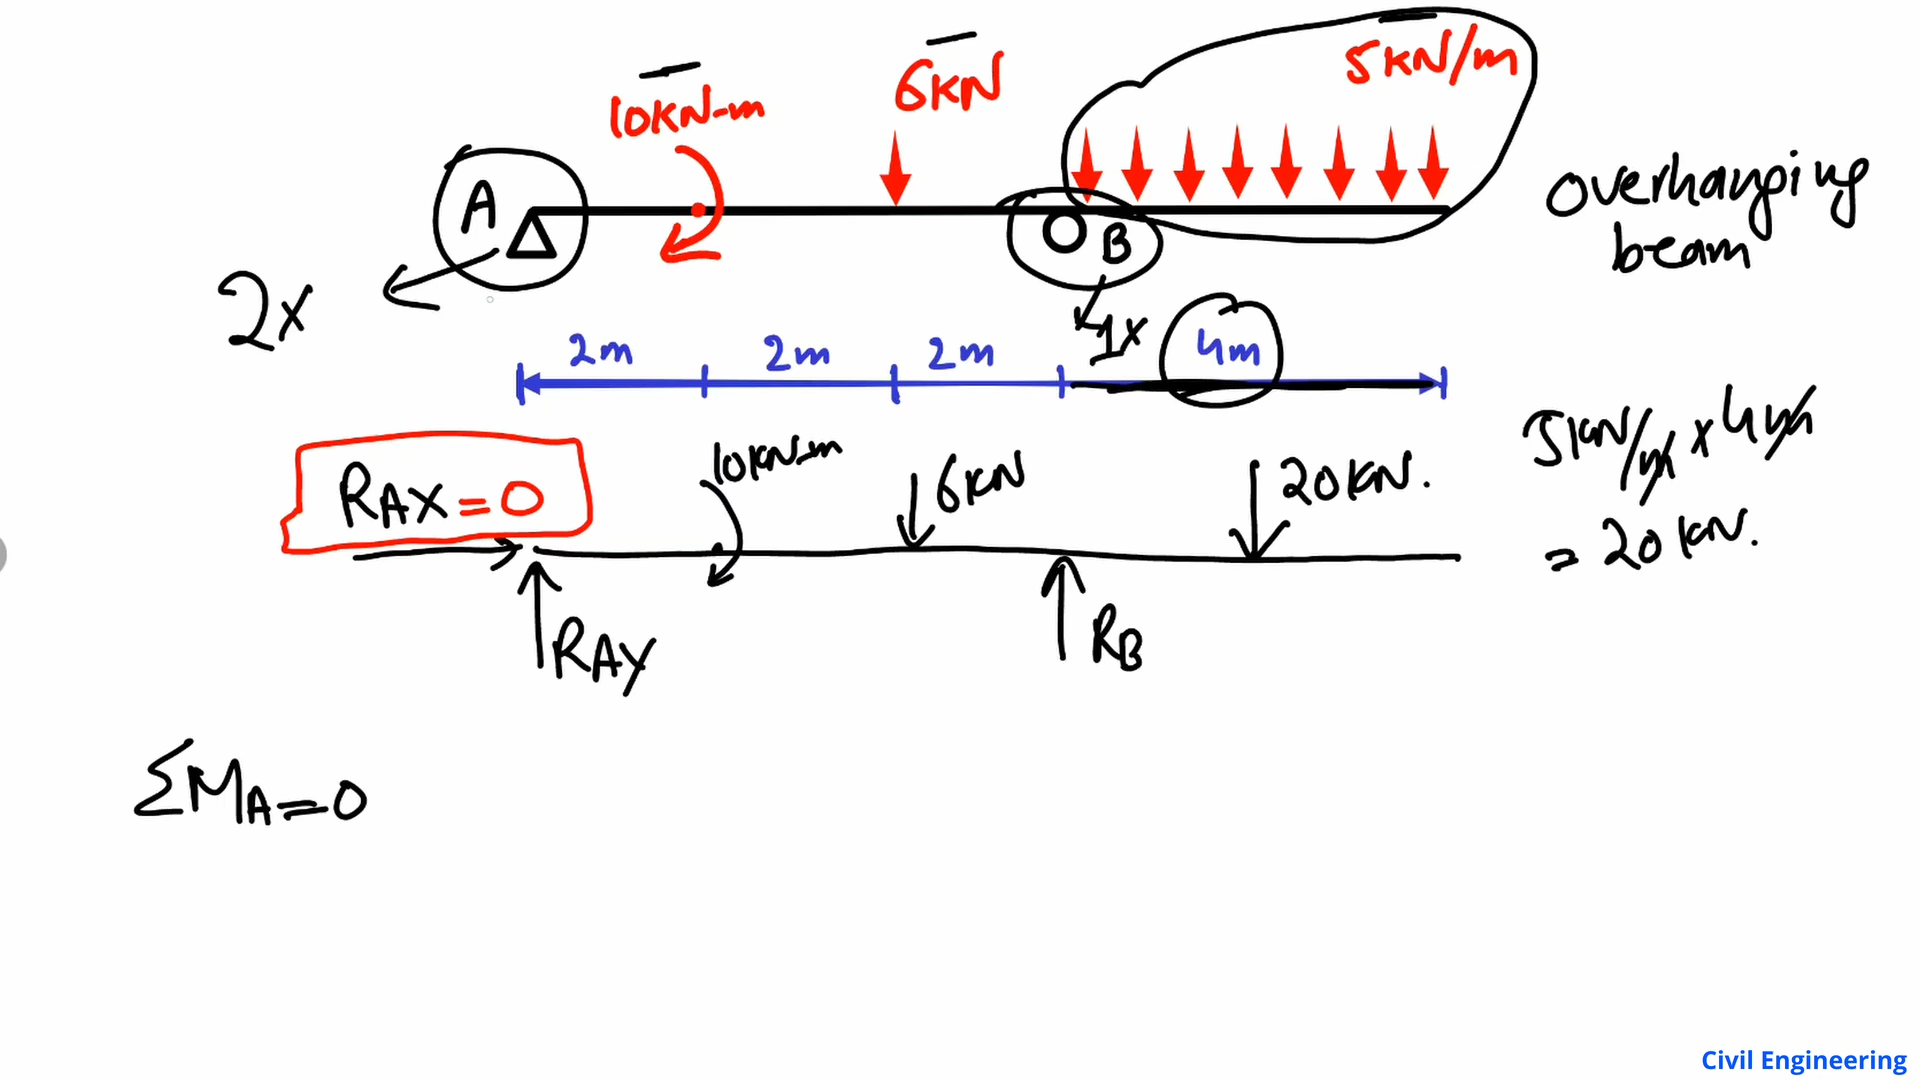 10KN-m
6KN
5KN/m
A
B
overhanging
beam
2x
1x
2m 2m 2m 4m
5KN/m x 4m
= 20KN.
RAX = 0
10KN-m
6KN
20KN.
RAY
RB
ΣMA=0
Civil Engineering